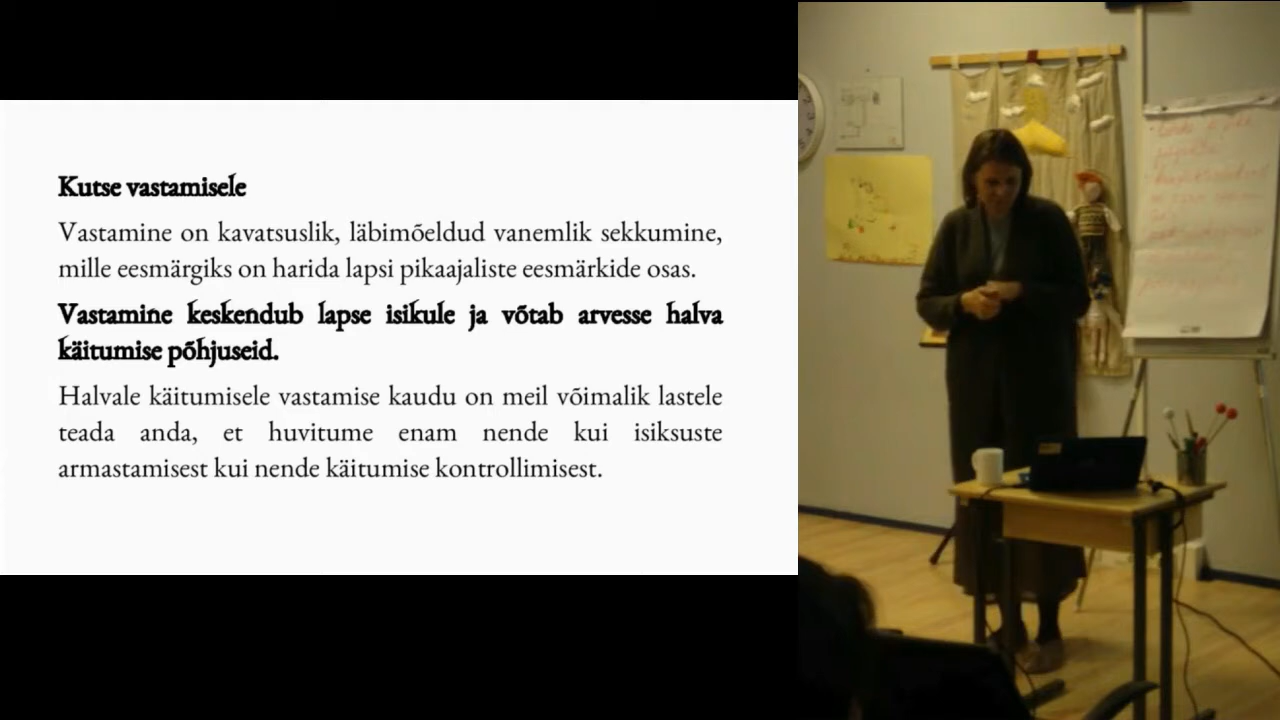 Kutse vastamisele
Vastamine on kavatsuslik, läbimõeldud vanemlik sekkumine,
mille eesmärgiks on harida lapsi pikaajaliste eesmärkide osas.
Vastamine keskendub lapse isikule ja võtab arvesse halva
käitumise põhjuseid.
Halvale käitumisele vastamise kaudu on meil võimalik lastele
teada anda, et huvitume enam nende kui isiksuste
armastamisest kui nende käitumise kontrollimisest.